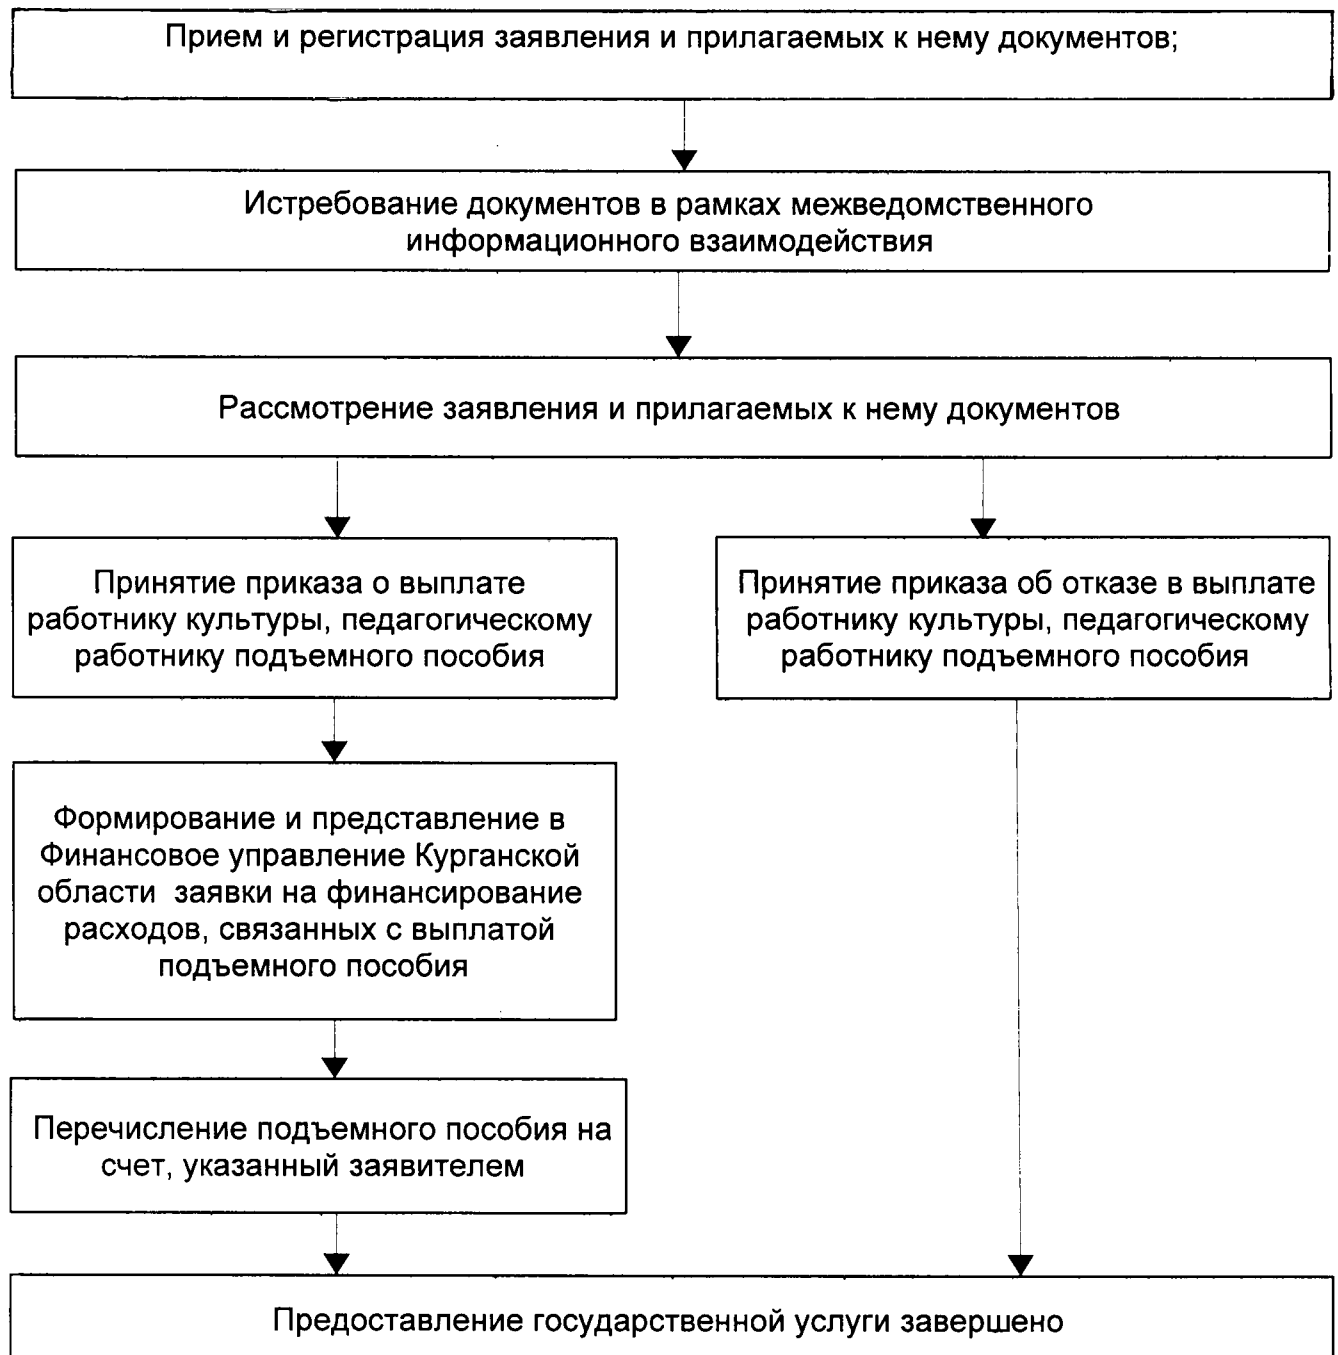 Прием и регистрация заявления и прилагаемых к нему документов;
Истребование документов в рамках межведомственного
информационного взаимодействия
Рассмотрение заявления и прилагаемых к нему документов
Принятие приказа о выплате
работнику культуры, педагогическому
работнику подъемного пособия
Принятие приказа об отказе в выплате
работнику культуры, педагогическому
работнику подъемного пособия
Формирование и представление в
Финансовое управление Курганской
области заявки на финансирование
расходов, связанных с выплатой
подъемного пособия
Перечисление подъемного пособия на
счет, указанный заявителем
Предоставление государственной услуги завершено